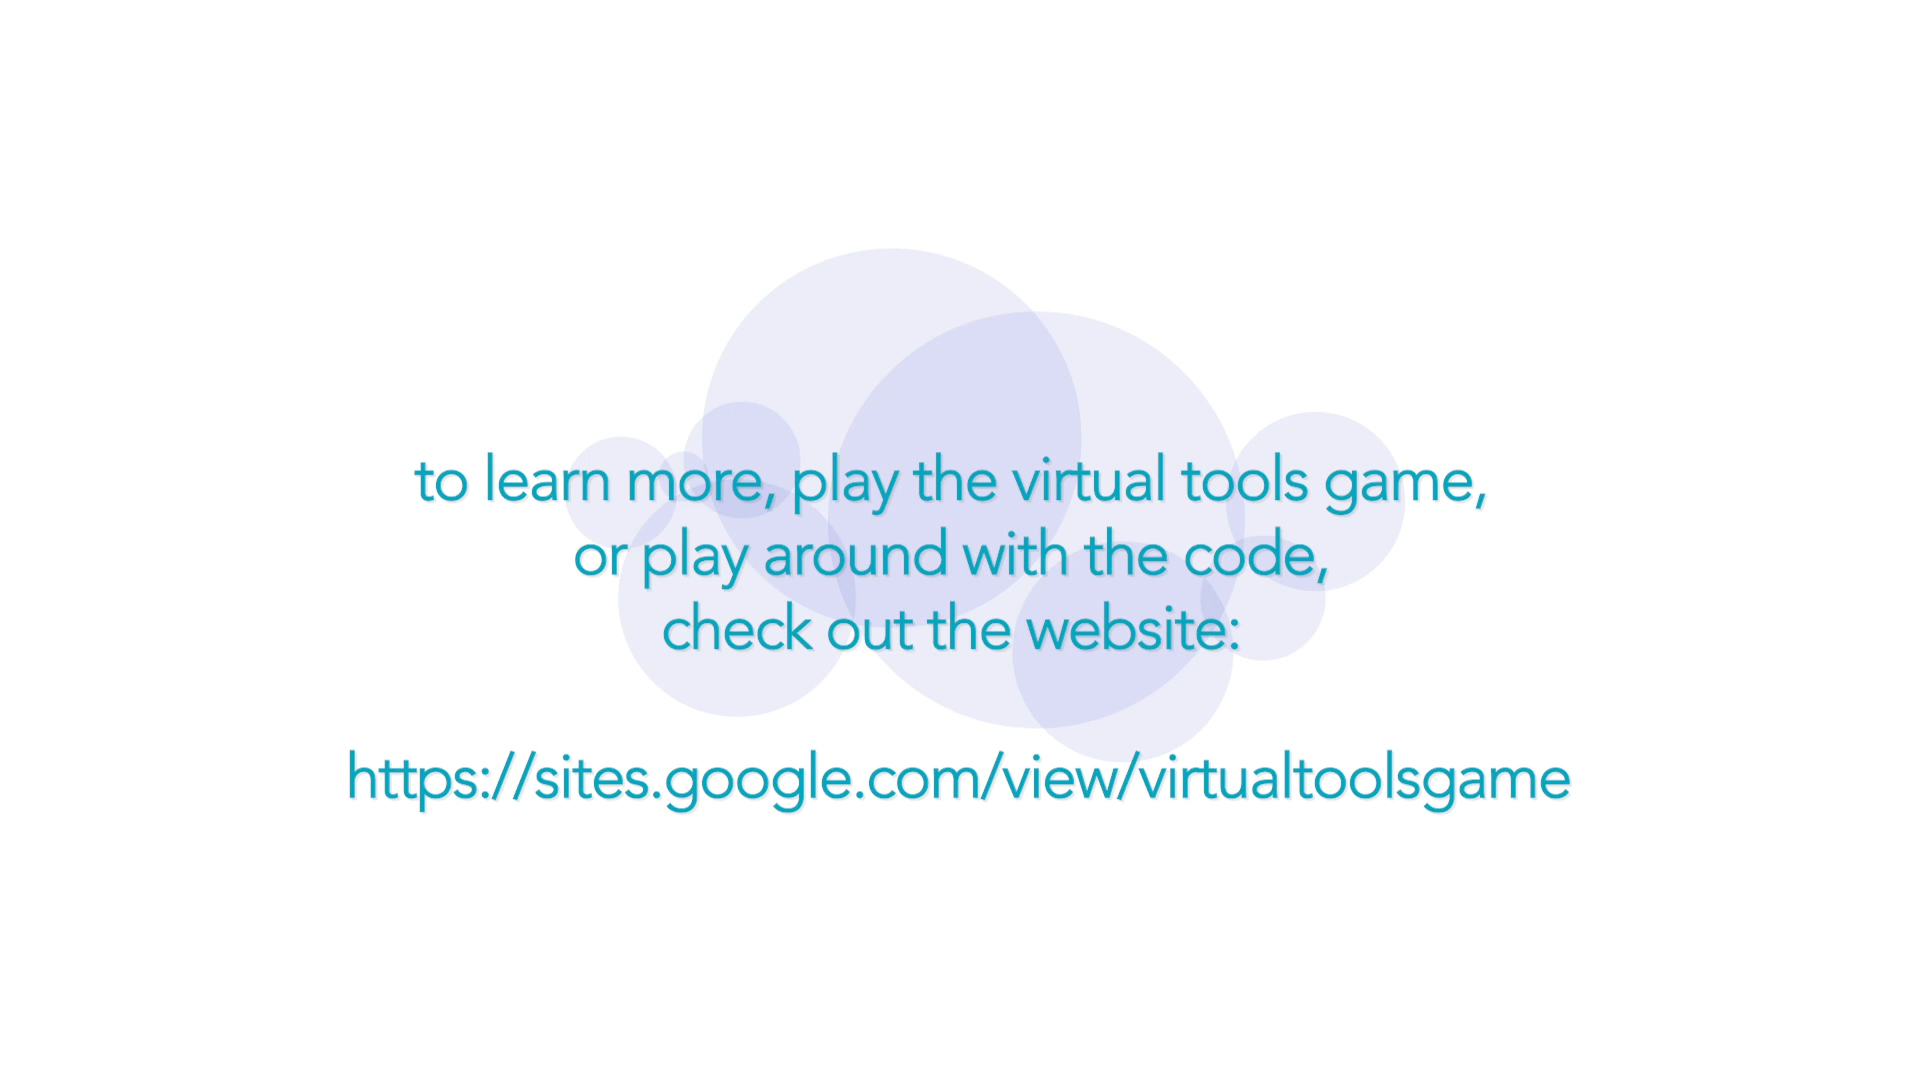 to learn more, play the virtual tools game,
or play around with the code,
check out the website:
https://sites.google.com/view/virtualtoolsgame